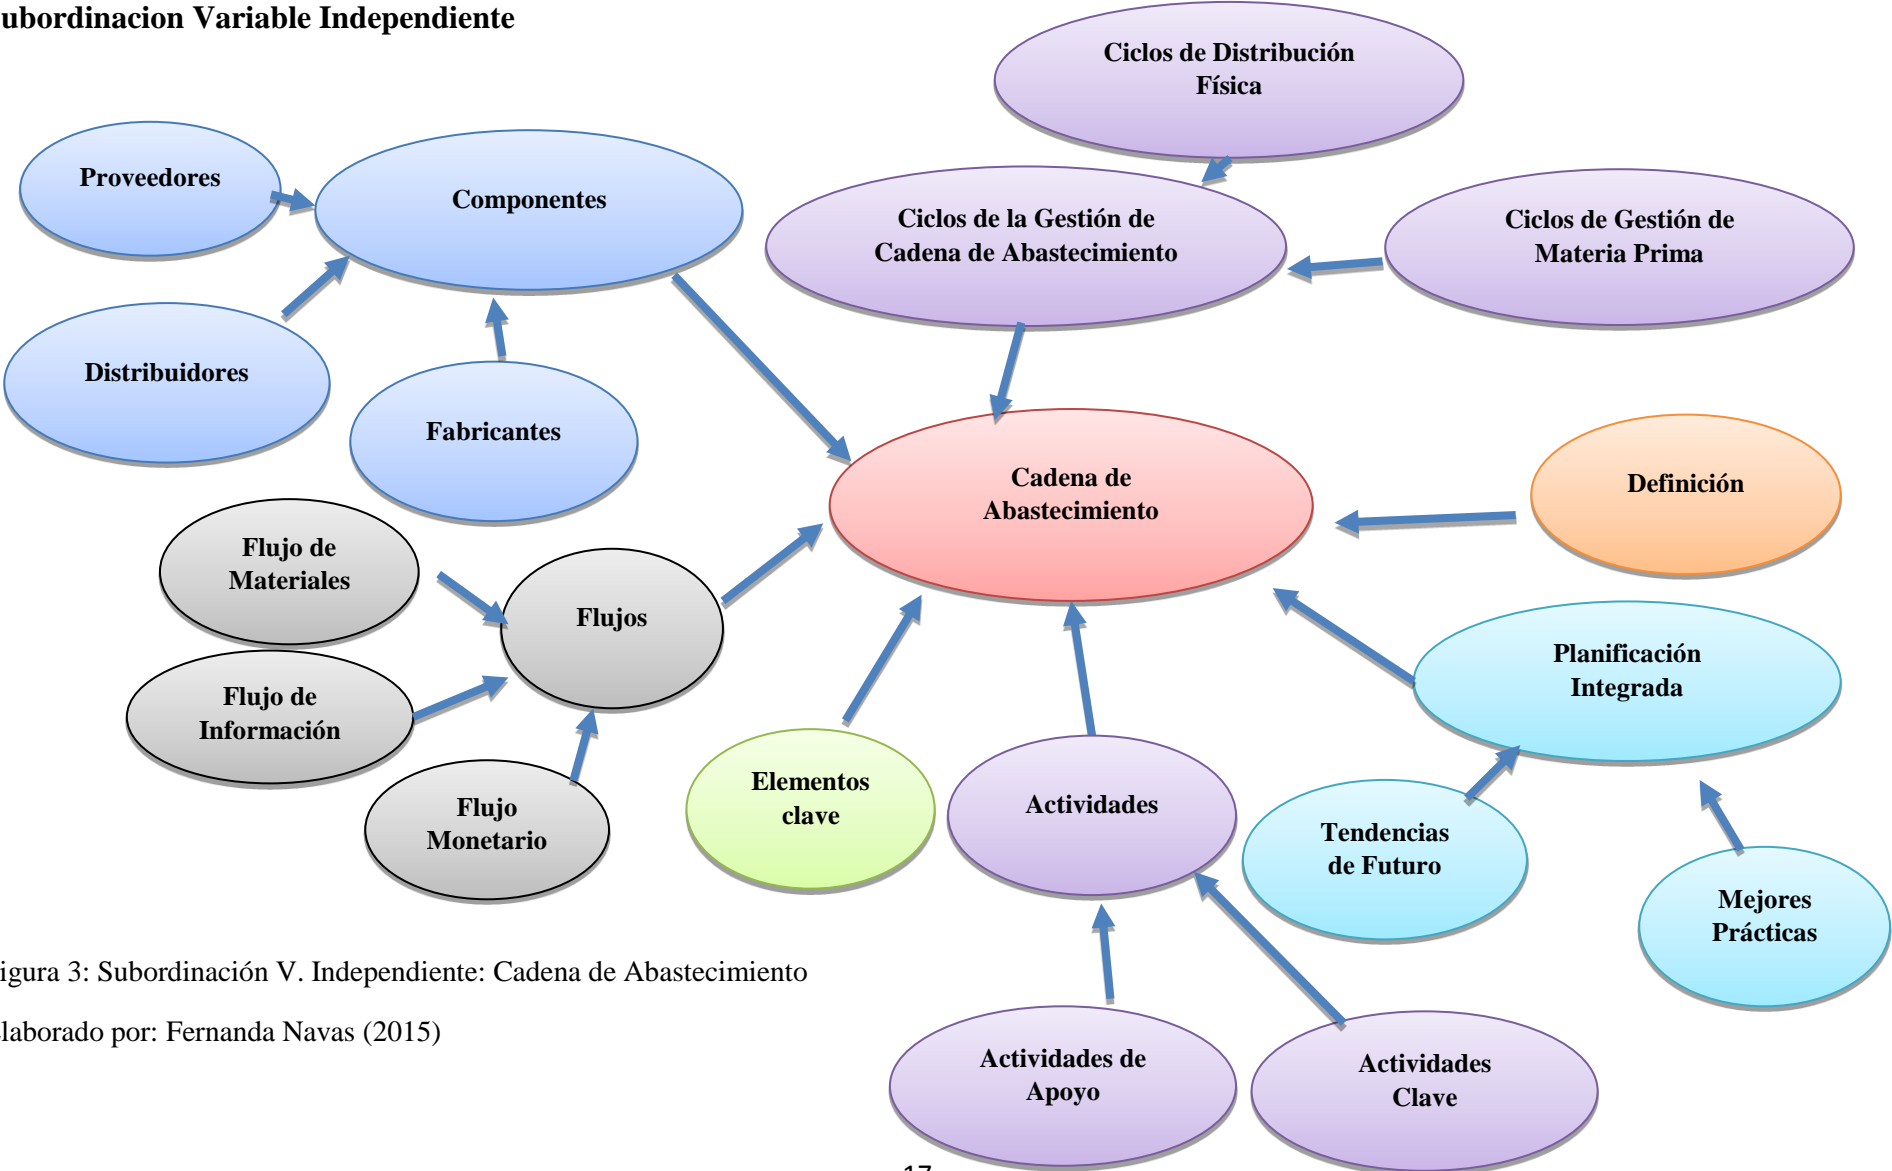 ubordinacion Variable Independiente
Ciclos de Distribución
Física
Proveedores
Componentes
Ciclos de la Gestión de
Cadena de Abastecimiento
Ciclos de Gestión de
Materia Prima
Distribuidores
Fabricantes
Cadena de
Abastecimiento
Definición
Flujo de
Materiales
Flujos
Planificación
Integrada
Flujo de
Información
Flujo
Monetario
Elementos
clave
Actividades
Tendencias
de Futuro
Mejores
Prácticas
igura 3: Subordinación V. Independiente: Cadena de Abastecimiento
laborado por: Fernanda Navas (2015)
Actividades de
Apoyo
Actividades
Clave
17